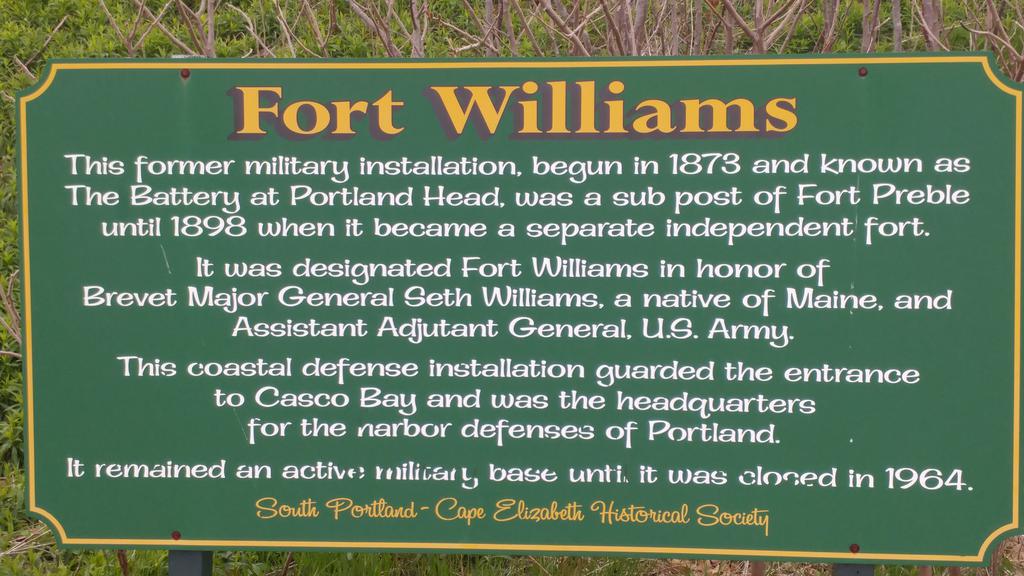 Fort Williams
This former military installation, begun in 1873 and known as
The Battery at Portland Head, was a sub post of Fort Preble
until 1898 when it became a separate independent fort.
It was designated Fort Williams in honor of
Brevet Major General Seth Williams, a native of Maine, and
Assistant Adjutant General, U.S. Army.
This coastal defense installation guarded the entrance
to Casco Bay and was the headquarters
for the harbor defenses of Portland.
It remained an active military base until it was closed in 1964.
South Portland - Cape Elizabeth Historical Society